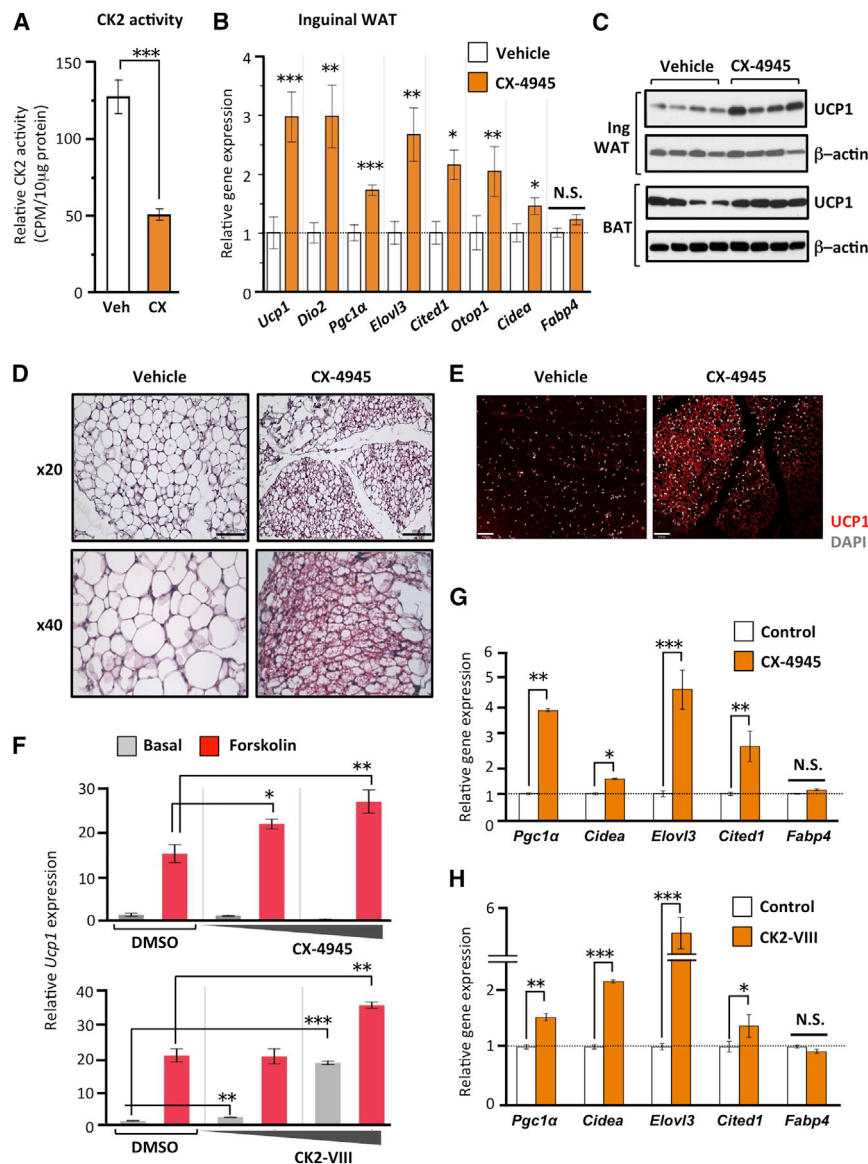 A
CK2 activity
***
Relative CK2 activity
(CPM/10μg protein)
150
100
50
0
Veh
CX
B
Inguinal WAT
Vehicle
CX-4945
Relative gene expression
4
3
2
1
0
***
**
***
**
*
**
*
N.S.
Ucp1
Dio2
Pgc1α
Elovl3
Cited1
Otop1
Cidea
Fabp4
C
Vehicle
CX-4945
Ing
WAT
UCP1
β–actin
BAT
UCP1
β–actin
D
Vehicle
CX-4945
x20
x40
E
Vehicle
CX-4945
UCP1
DAPI
F
Basal
Forskolin
Relative Ucp1 expression
30
20
10
0
*
**
DMSO
CX-4945
40
30
20
10
0
**
***
**
DMSO
CK2-VIII
G
Control
CX-4945
Relative gene expression
6
5
4
3
2
1
0
**
*
***
**
N.S.
Pgc1α
Cidea
Elovl3
Cited1
Fabp4
H
Control
CK2-VIII
Relative gene expression
6
2
1
0
**
***
***
*
N.S.
Pgc1α
Cidea
Elovl3
Cited1
Fabp4